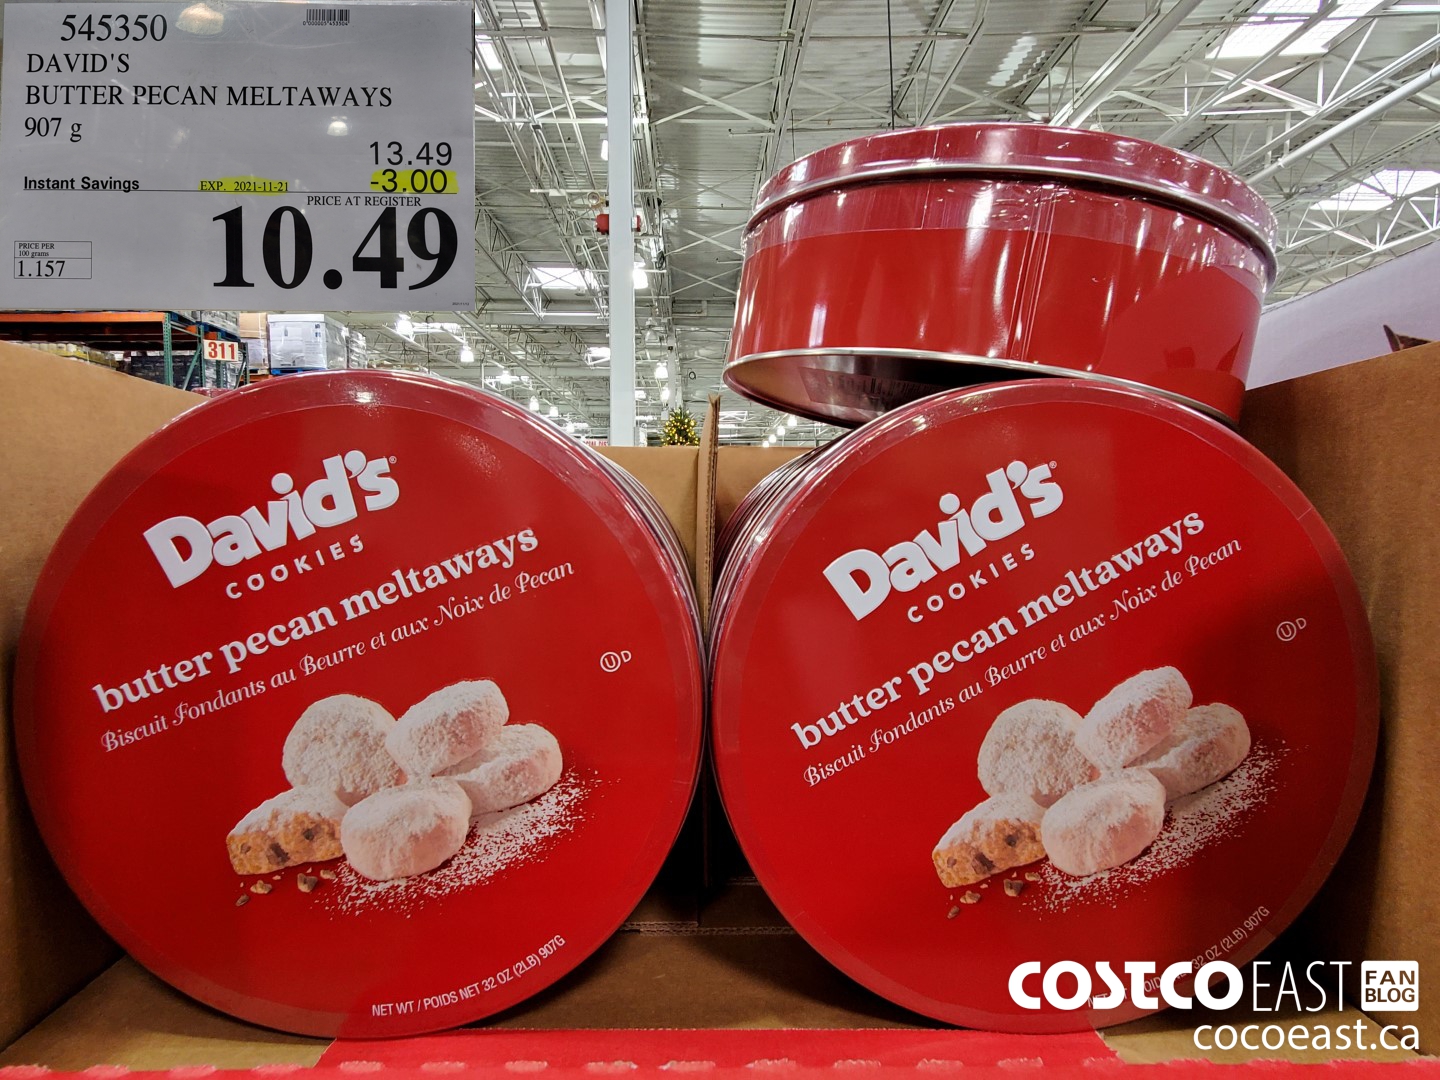 545350
DAVID'S
BUTTER PECAN MELTAWAYS
907 g
13.49
Instant Savings EXP. 2021-11-21 -3.00
PRICE AT REGISTER
10.49
PRICE PER
100 grams
1.157
311
David's®
COOKIES
butter pecan meltaways
Biscuit Fondants au Beurre et aux Noix de Pecan
UD
NET WT / POIDS NET 32 OZ (2LB) 907G
David's®
COOKIES
butter pecan meltaways
Biscuit Fondants au Beurre et aux Noix de Pecan
UD
32 OZ (2LB) 907G
COSTCO EAST FAN BLOG
cocoeast.ca